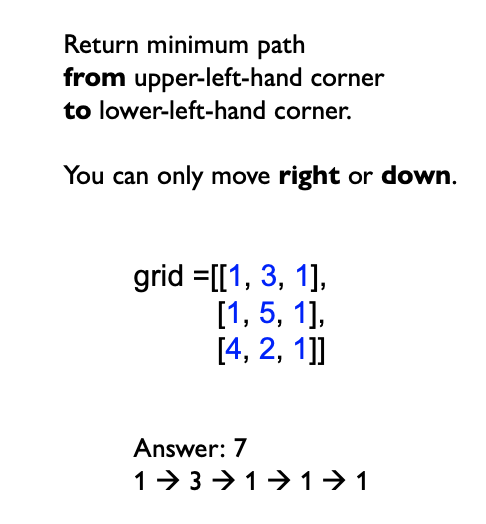 Return minimum path
from upper-left-hand corner
to lower-left-hand corner.
You can only move right or down.
grid =[[1, 3, 1],
[1, 5, 1],
[4, 2, 1]]
Answer: 7
1 → 3 → 1 → 1 → 1